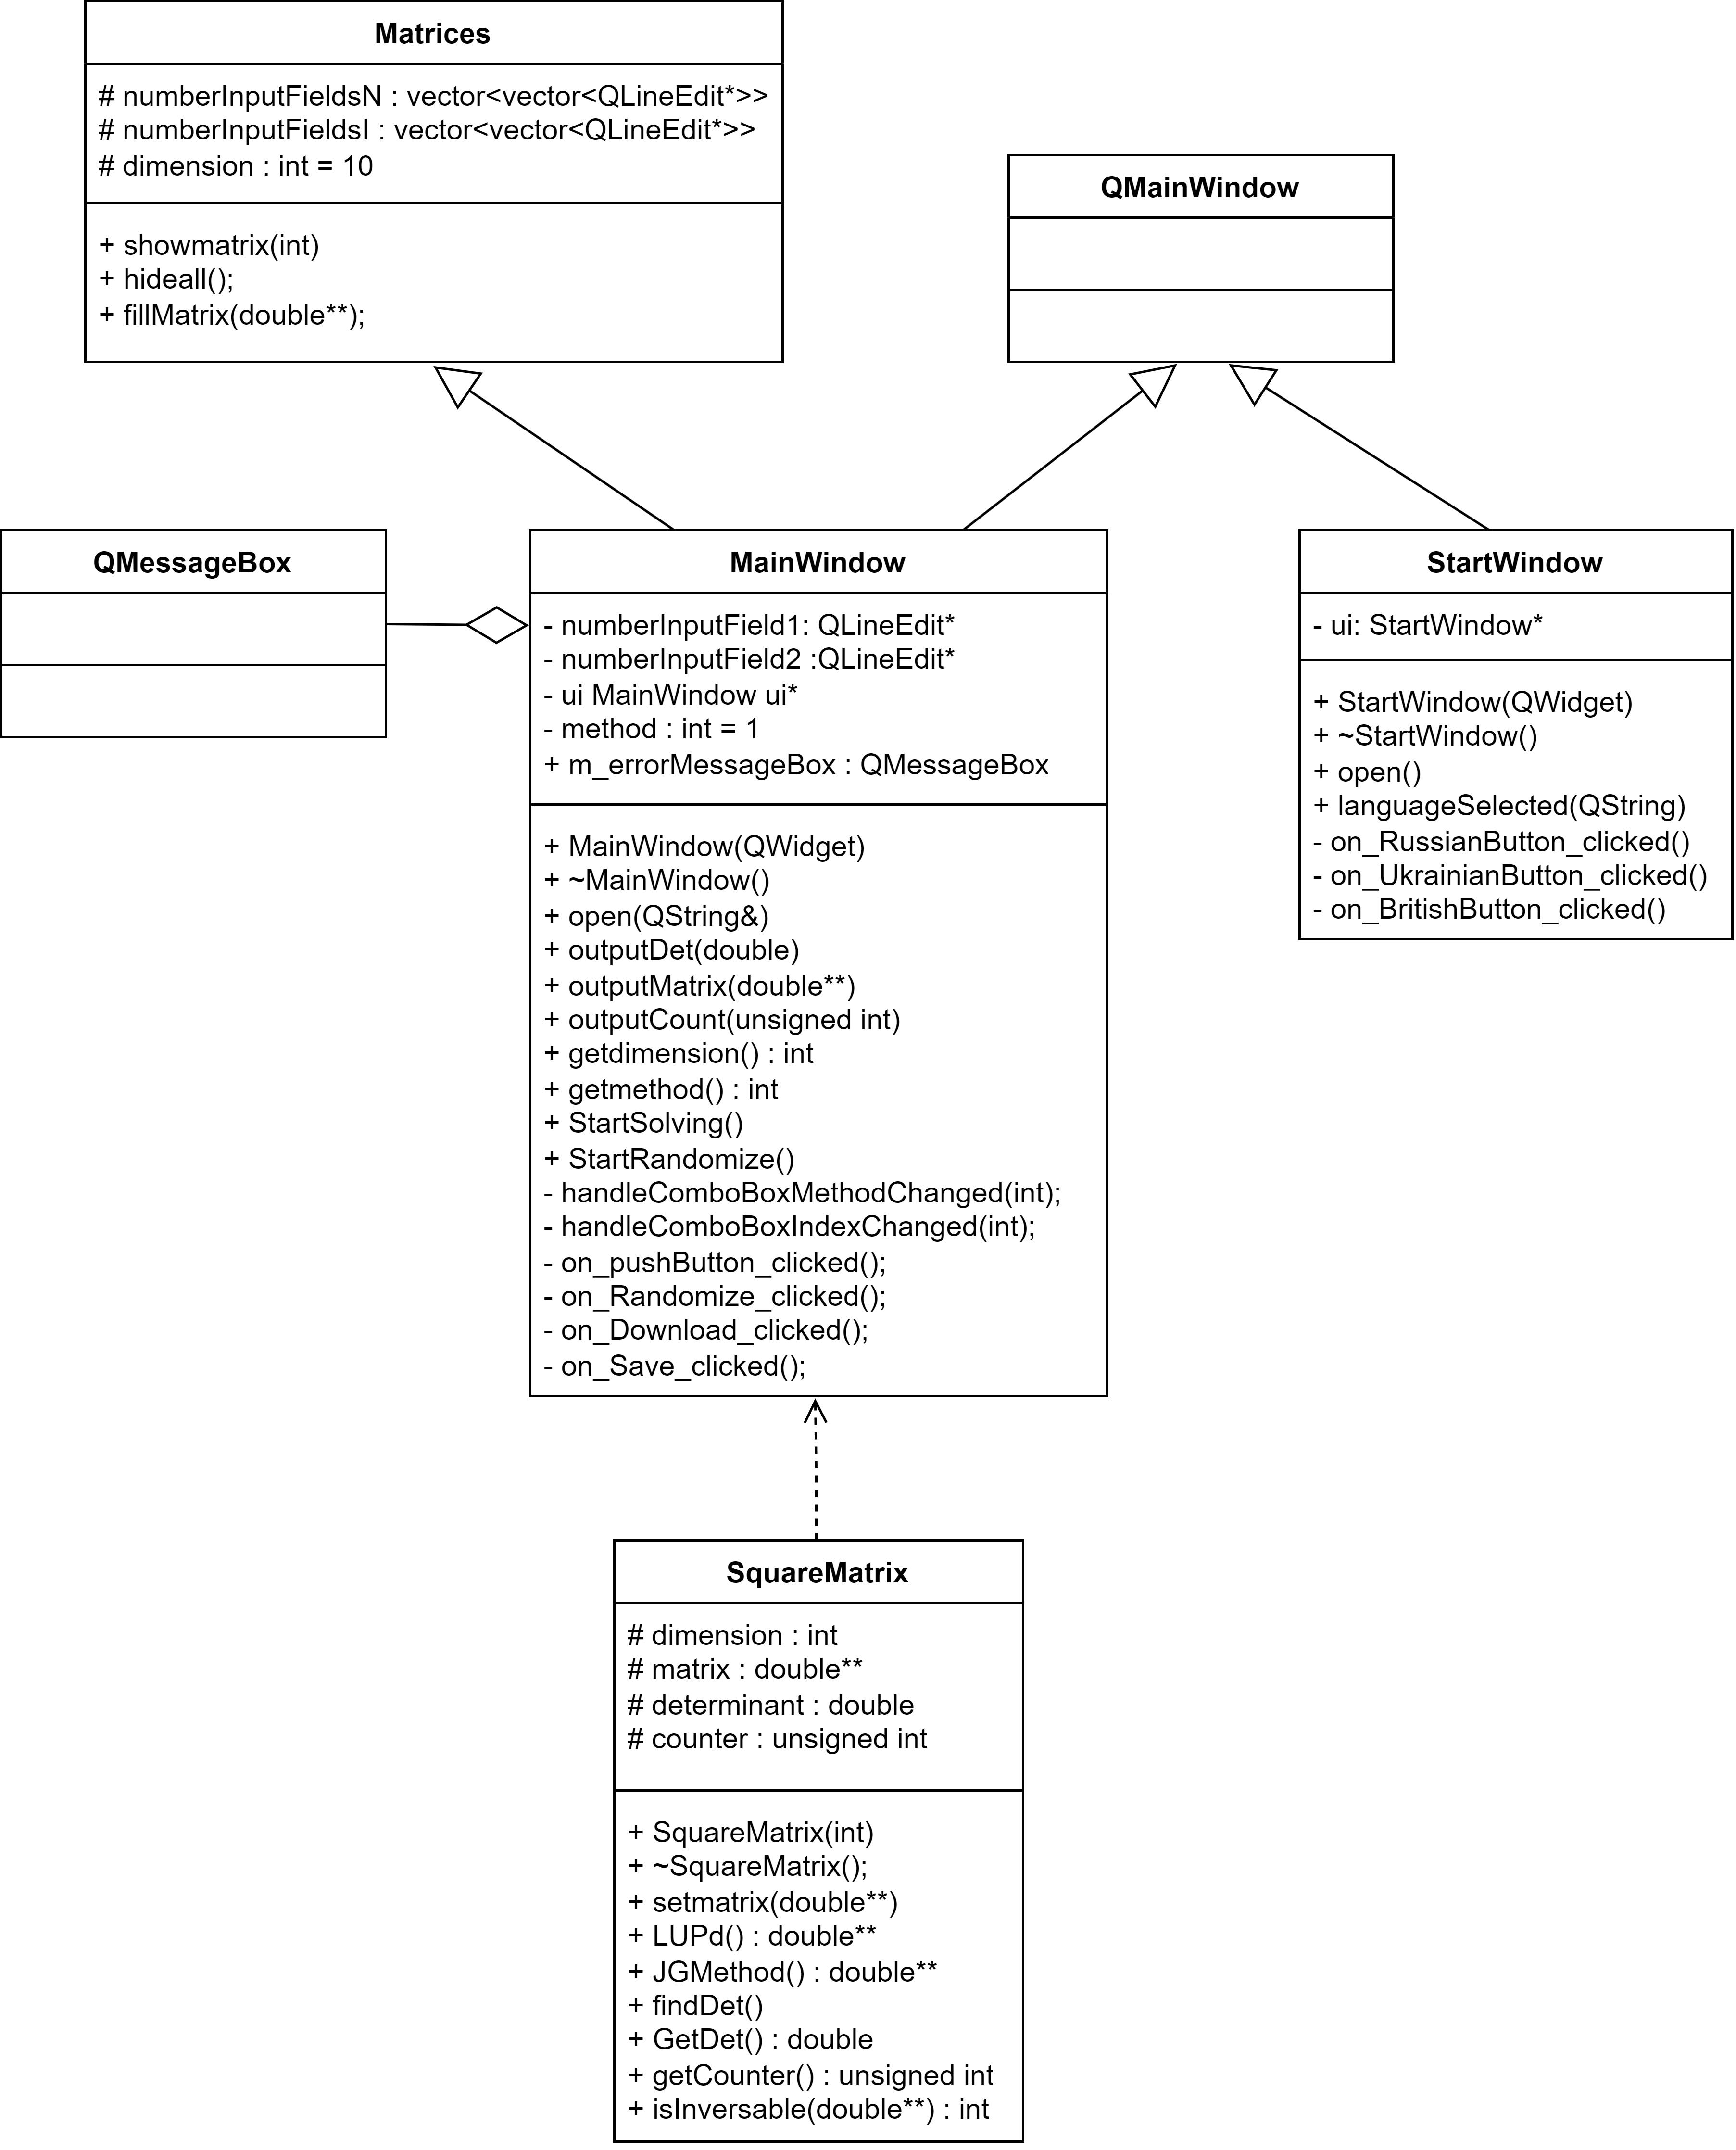 Matrices
# numberInputFieldsN : vector<vector<QLineEdit*>>
# numberInputFieldsI : vector<vector<QLineEdit*>>
# dimension : int = 10
+ showmatrix(int)
+ hideall();
+ fillMatrix(double**);
QMainWindow
QMessageBox
MainWindow
- numberInputField1: QLineEdit*
- numberInputField2 :QLineEdit*
- ui MainWindow ui*
- method : int = 1
+ m_errorMessageBox : QMessageBox
+ MainWindow(QWidget)
+ ~MainWindow()
+ open(QString&)
+ outputDet(double)
+ outputMatrix(double**)
+ outputCount(unsigned int)
+ getdimension() : int
+ getmethod() : int
+ StartSolving()
+ StartRandomize()
- handleComboBoxMethodChanged(int);
- handleComboBoxIndexChanged(int);
- on_pushButton_clicked();
- on_Randomize_clicked();
- on_Download_clicked();
- on_Save_clicked();
StartWindow
- ui: StartWindow*
+ StartWindow(QWidget)
+ ~StartWindow()
+ open()
+ languageSelected(QString)
- on_RussianButton_clicked()
- on_UkrainianButton_clicked()
- on_BritishButton_clicked()
SquareMatrix
# dimension : int
# matrix : double**
# determinant : double
# counter : unsigned int
+ SquareMatrix(int)
+ ~SquareMatrix();
+ setmatrix(double**)
+ LUPd() : double**
+ JGMethod() : double**
+ findDet()
+ GetDet() : double
+ getCounter() : unsigned int
+ isInversable(double**) : int